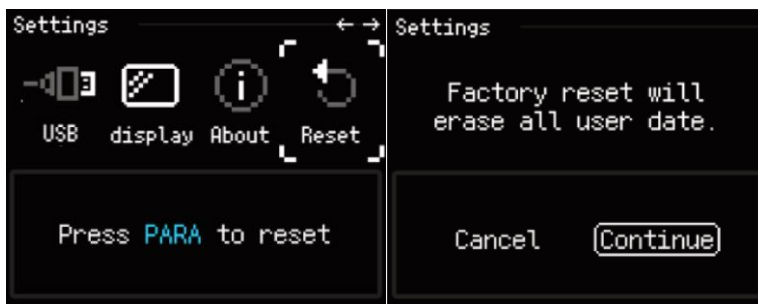 Settings ← →
USB display About Reset
Press PARA to reset
Settings
Factory reset will
erase all user date.
Cancel Continue